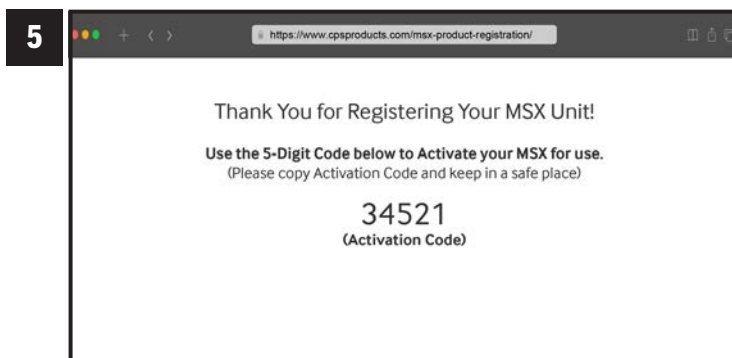 5
https://www.cpsproducts.com/msx-product-registration/
Thank You for Registering Your MSX Unit!
Use the 5-Digit Code below to Activate your MSX for use.
(Please copy Activation Code and keep in a safe place)
34521
(Activation Code)